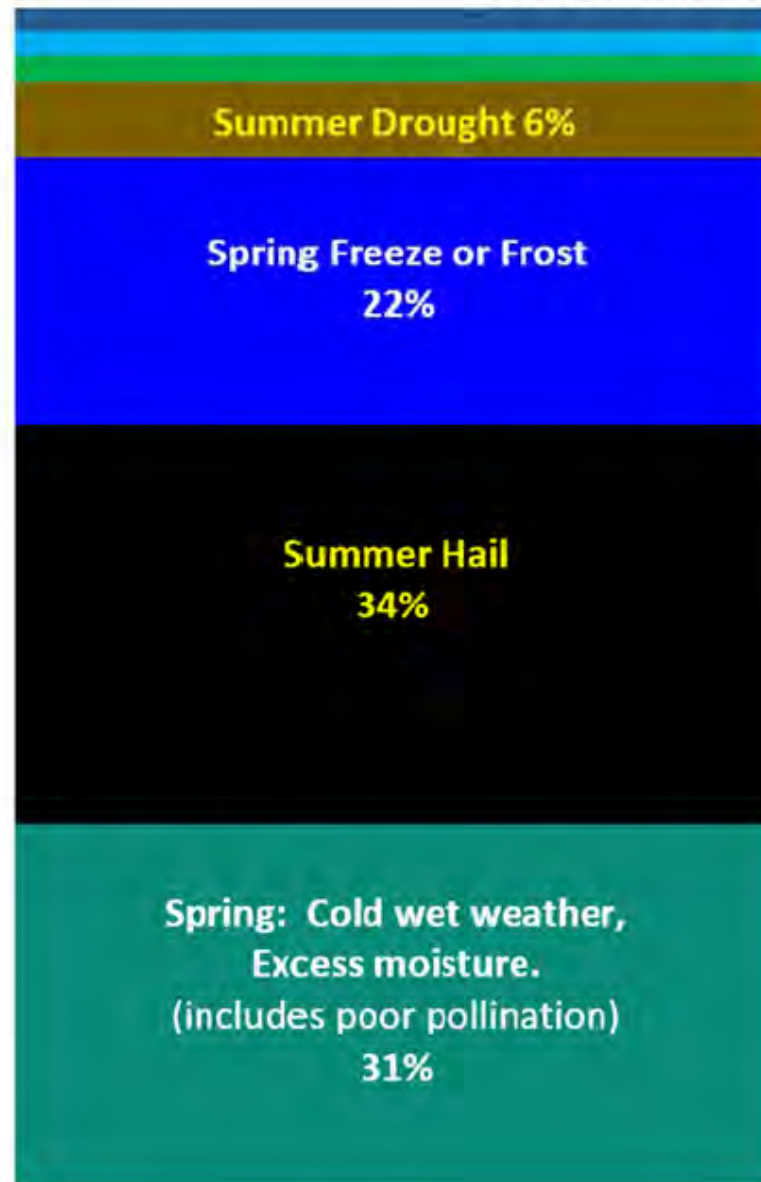 Summer Drought 6%
Spring Freeze or Frost
22%
Summer Hail
34%
Spring: Cold wet weather,
Excess moisture.
(includes poor pollination)
31%